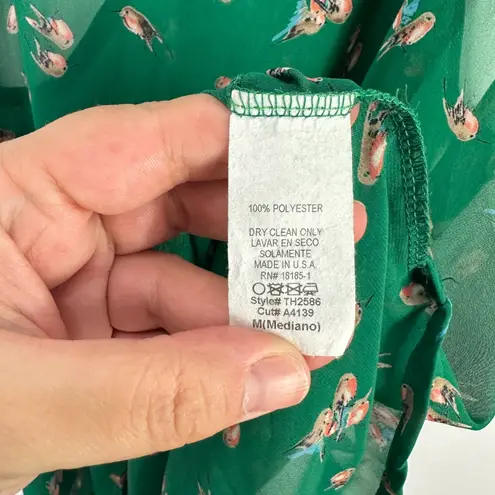 100% POLYESTER
DRY CLEAN ONLY
LAVAR EN SECO
SOLAMENTE
MADE IN U.S.A.
RN# 18185-1
Style# TH2586
Cut# A4139
M(Mediano)